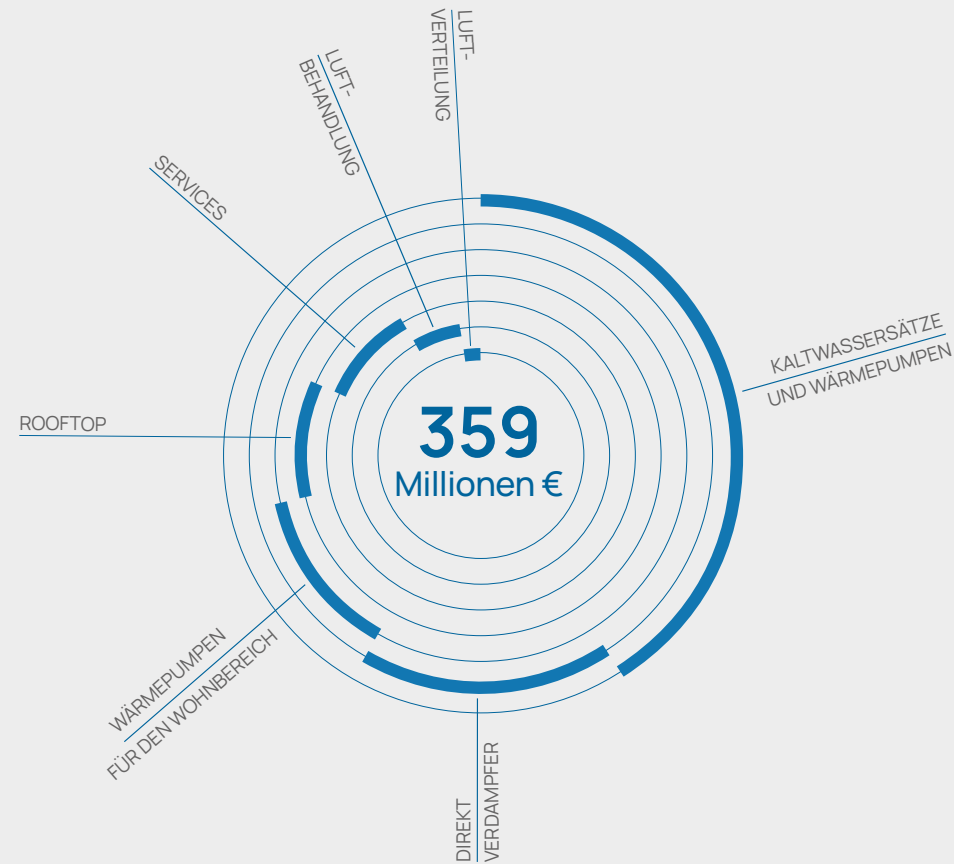 LUFT-
VERTEILUNG
LUFT-
BEHANDLUNG
SERVICES
KALTWASSERSÄTZE
UND WÄRMEPUMPEN
359
Millionen €
ROOFTOP
WÄRMEPUMPEN
FÜR DEN WOHNBEREICH
DIREKT
VERDAMPFER